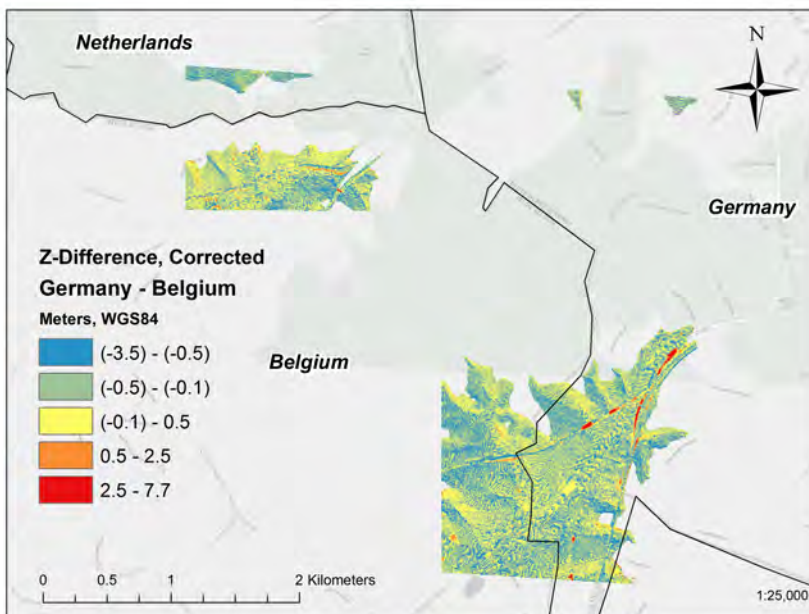 Netherlands
N
Germany
Z-Difference, Corrected
Germany - Belgium
Meters, WGS84
(-3.5) - (-0.5)
(-0.5) - (-0.1)
(-0.1) - 0.5
0.5 - 2.5
2.5 - 7.7
Belgium
0 0.5 1 2 Kilometers
1:25,000